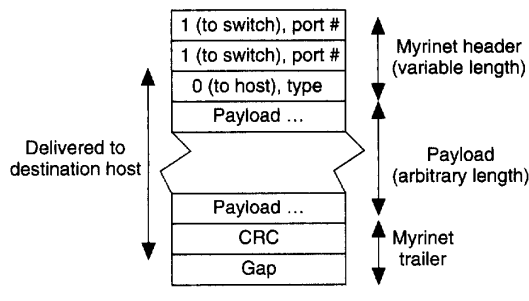 1 (to switch), port #
1 (to switch), port #
0 (to host), type
Payload ...
Payload ...
CRC
Gap
Delivered to
destination host
Myrinet header
(variable length)
Payload
(arbitrary length)
Myrinet
trailer